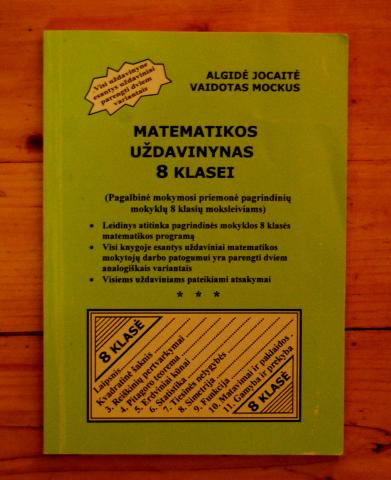 Visi uždavinyne
esantys uždaviniai
parengti dviem
variantais
ALGIDĖ JOCAITĖ
VAIDOTAS MOCKUS
MATEMATIKOS
UŽDAVINYNAS
8 KLASEI
(Pagalbinė mokymosi priemonė pagrindinių
mokyklų 8 klasių moksleiviams)
• Leidinys atitinka pagrindinės mokyklos 8 klasės
matematikos programą
• Visi knygoje esantys uždaviniai matematikos
mokytojų darbo patogumui yra parengti dviem
analogiškais variantais
• Visiems uždaviniams pateikiami atsakymai
* * *
8 KLASĖ
Laipsnis
Kvadratinė šaknis
3. Reiškinių pertvarkymai
4. Pitagoro teorema
5. Erdviniai kūnai
6. Statistika
7. Tiesinės nelygybės
8. Simetrija
9. Funkcija
10. Matavimai ir paklaidos
11. Gamyba ir prekyba
8 KLASĖ